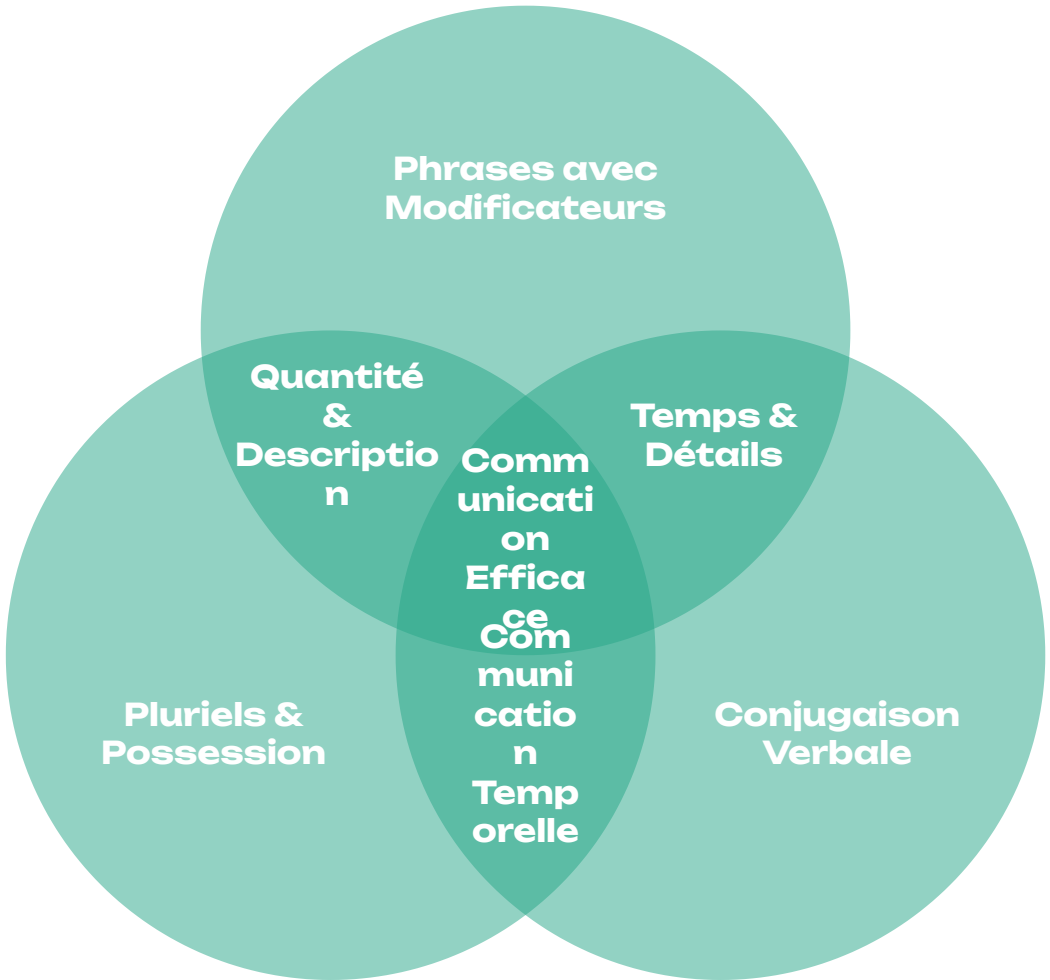 Phrases avec
Modificateurs
Quantité
&
Descriptio
n
Temps &
Détails
Comm
unicati
on
Effica
ce
Com
muni
catio
n
Temp
orelle
Pluriels &
Possession
Conjugaison
Verbale